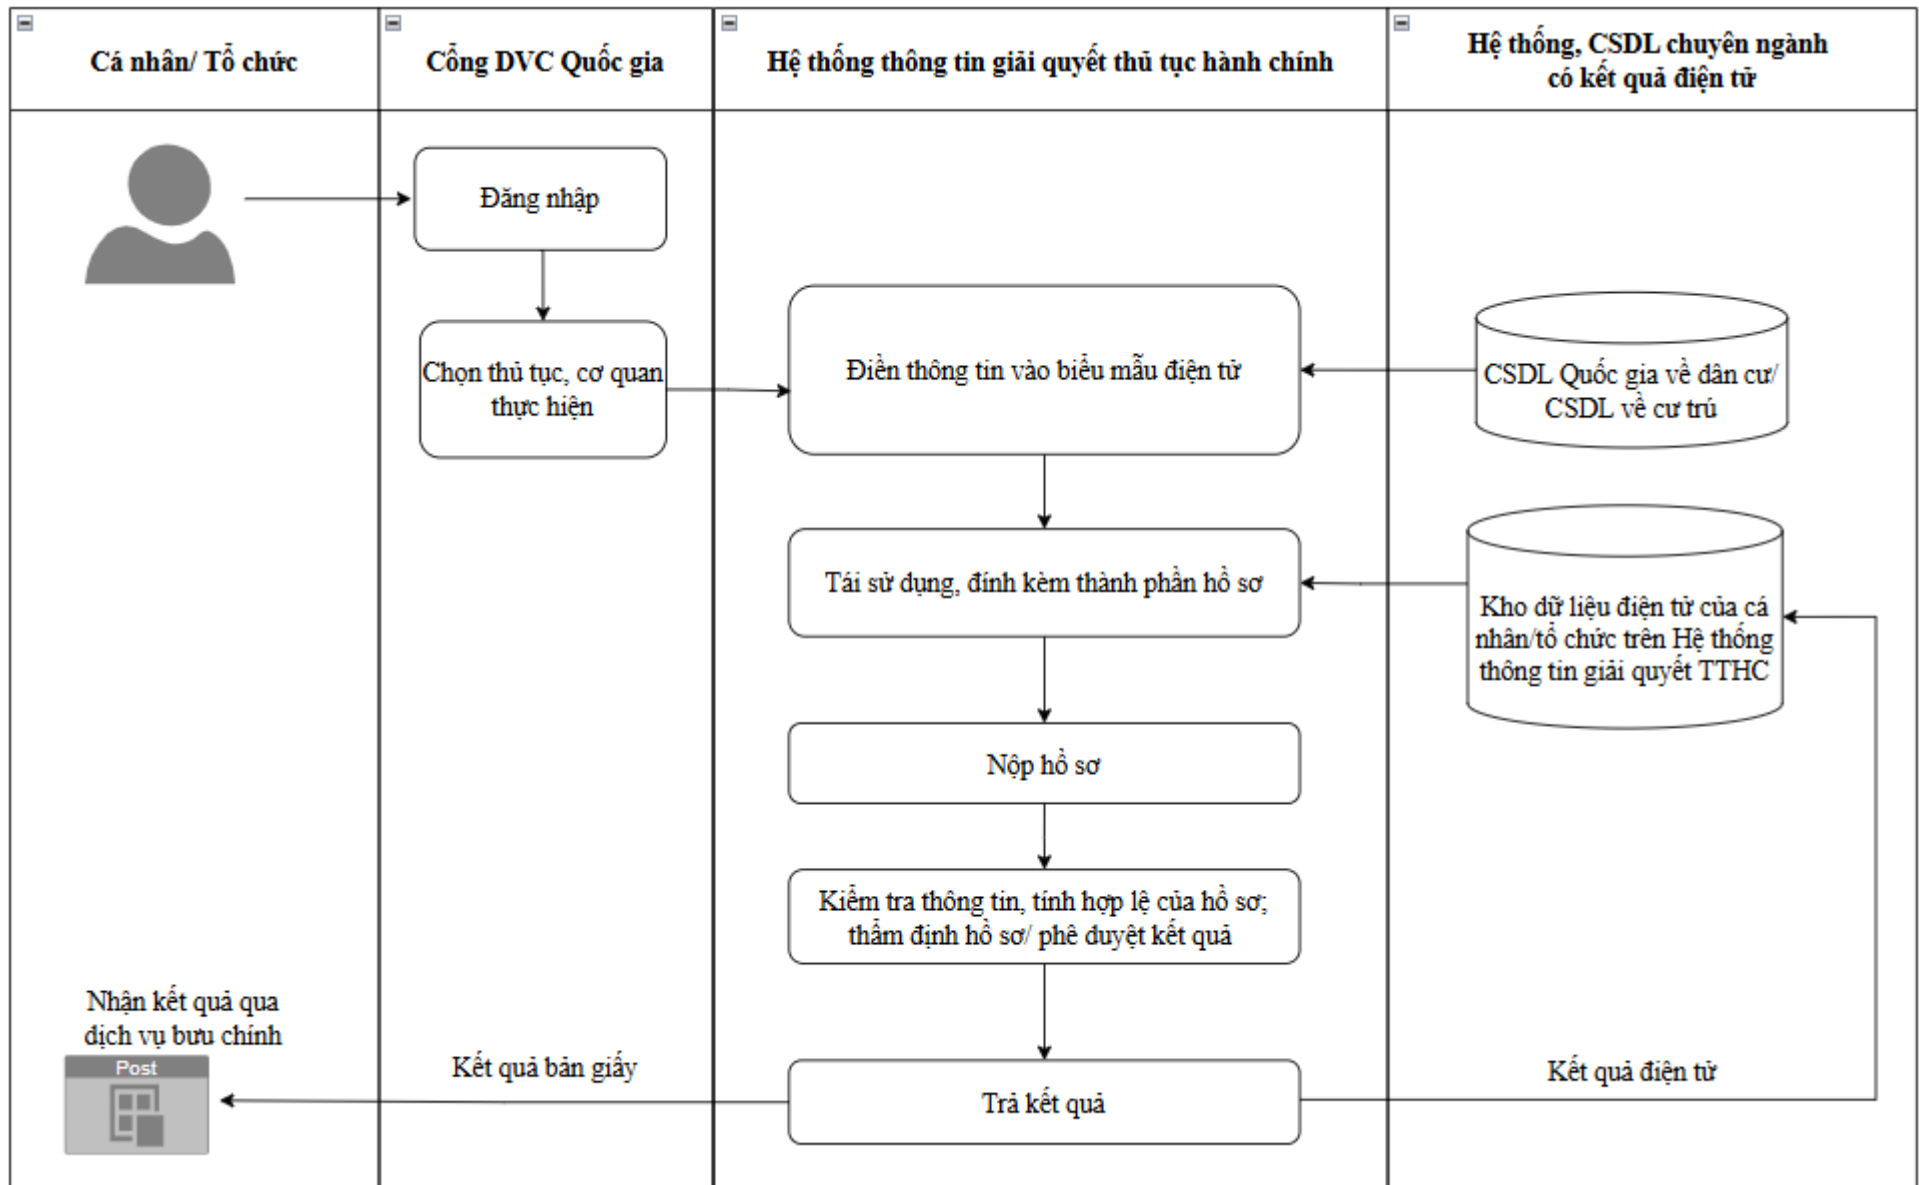 Cá nhân/ Tổ chức
Cổng DVC Quốc gia
Hệ thống thông tin giải quyết thủ tục hành chính
Hệ thống, CSDL chuyên ngành
có kết quả điện tử
Đăng nhập
Chọn thủ tục, cơ quan
thực hiện
Điền thông tin vào biểu mẫu điện tử
CSDL Quốc gia về dân cư/
CSDL về cư trú
Tái sử dụng, đính kèm thành phần hồ sơ
Kho dữ liệu điện tử của cá
nhân/tổ chức trên Hệ thống
thông tin giải quyết TTHC
Nộp hồ sơ
Kiểm tra thông tin, tính hợp lệ của hồ sơ;
thẩm định hồ sơ/ phê duyệt kết quả
Nhận kết quả qua
dịch vụ bưu chính
Post
Kết quả bản giấy
Trả kết quả
Kết quả điện tử